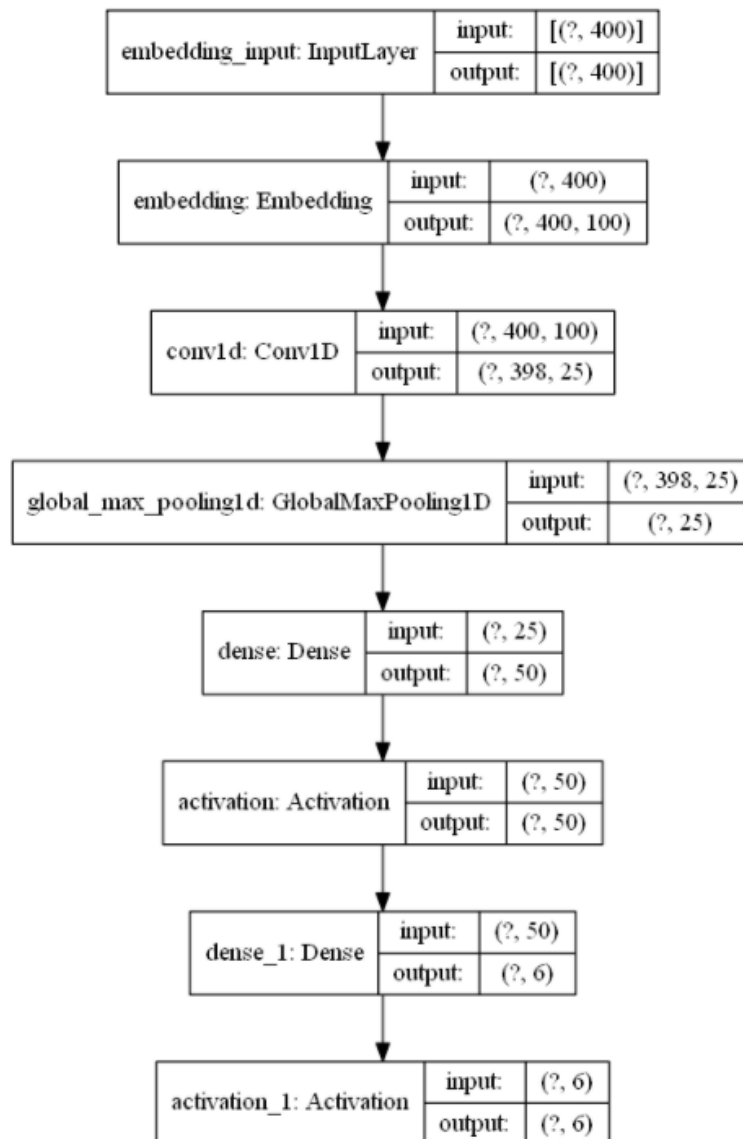 embedding_input: InputLayer
input: [(?, 400)]
output: [(?, 400)]
embedding: Embedding
input: (?, 400)
output: (?, 400, 100)
conv1d: Conv1D
input: (?, 400, 100)
output: (?, 398, 25)
global_max_pooling1d: GlobalMaxPooling1D
input: (?, 398, 25)
output: (?, 25)
dense: Dense
input: (?, 25)
output: (?, 50)
activation: Activation
input: (?, 50)
output: (?, 50)
dense_1: Dense
input: (?, 50)
output: (?, 6)
activation_1: Activation
input: (?, 6)
output: (?, 6)